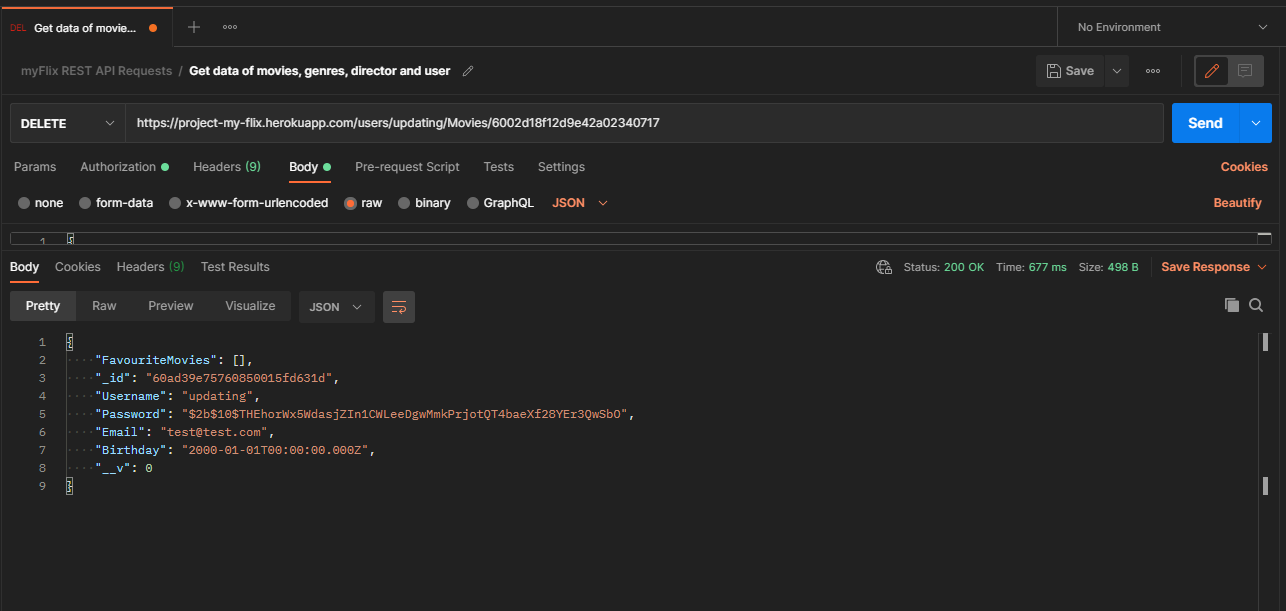 DEL Get data of movie...
No Environment
myFlix REST API Requests / Get data of movies, genres, director and user
Save
DELETE https://project-my-flix.herokuapp.com/users/updating/Movies/6002d18f12d9e42a02340717 Send
Params Authorization Headers (9) Body Pre-request Script Tests Settings Cookies
none form-data x-www-form-urlencoded raw binary GraphQL JSON Beautify
1 {
Body Cookies Headers (9) Test Results Status: 200 OK Time: 677 ms Size: 498 B Save Response
Pretty Raw Preview Visualize JSON
1 {
2 "FavouriteMovies": [],
3 "_id": "60ad39e75760850015fd631d",
4 "Username": "updating",
5 "Password": "$2b$10$THEhorWx5WdasjZIn1CWLeeDgwMmkPrjotQT4baeXf28YEr3QwSbO",
6 "Email": "test@test.com",
7 "Birthday": "2000-01-01T00:00:00.000Z",
8 "__v": 0
9 }